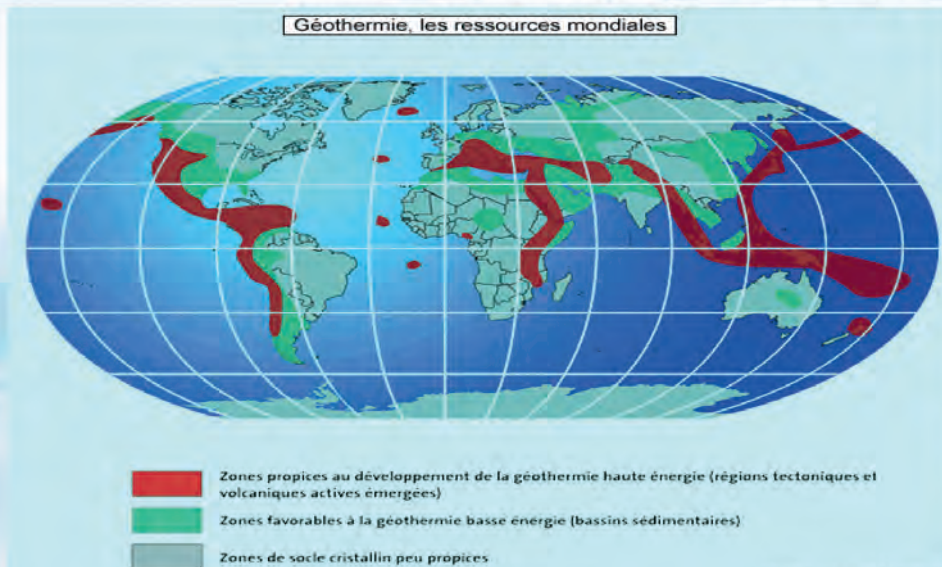 Géothermie, les ressources mondiales
Zones propices au développement de la géothermie haute énergie (régions tectoniques et
volcaniques actives émergées)
Zones favorables à la géothermie basse énergie (bassins sédimentaires)
Zones de socle cristallin peu propices